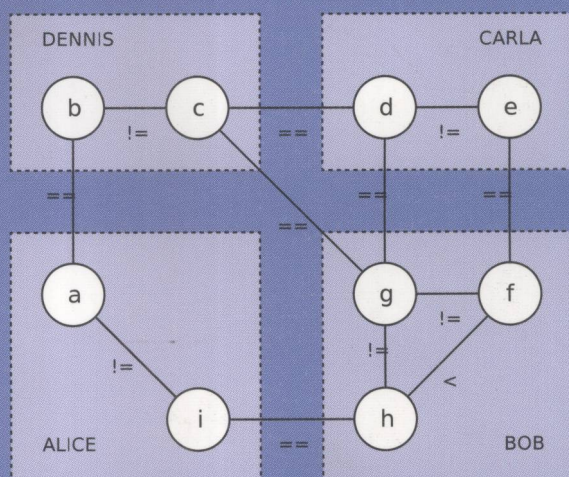 DENNIS
CARLA
b
c
d
e
!=
==
!=
==
==
==
==
a
g
f
!=
!=
!=
<
i
h
ALICE
==
BOB